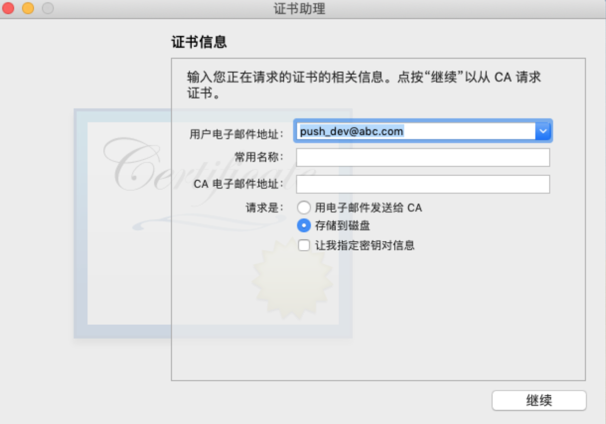 证书助理
证书信息
输入您正在请求的证书的相关信息。点按“继续”以从 CA 请求
证书。
用户电子邮件地址: push_dev@abc.com
常用名称:
CA 电子邮件地址:
请求是: 用电子邮件发送给 CA
存储到磁盘
让我指定密钥对信息
Certificate
继续